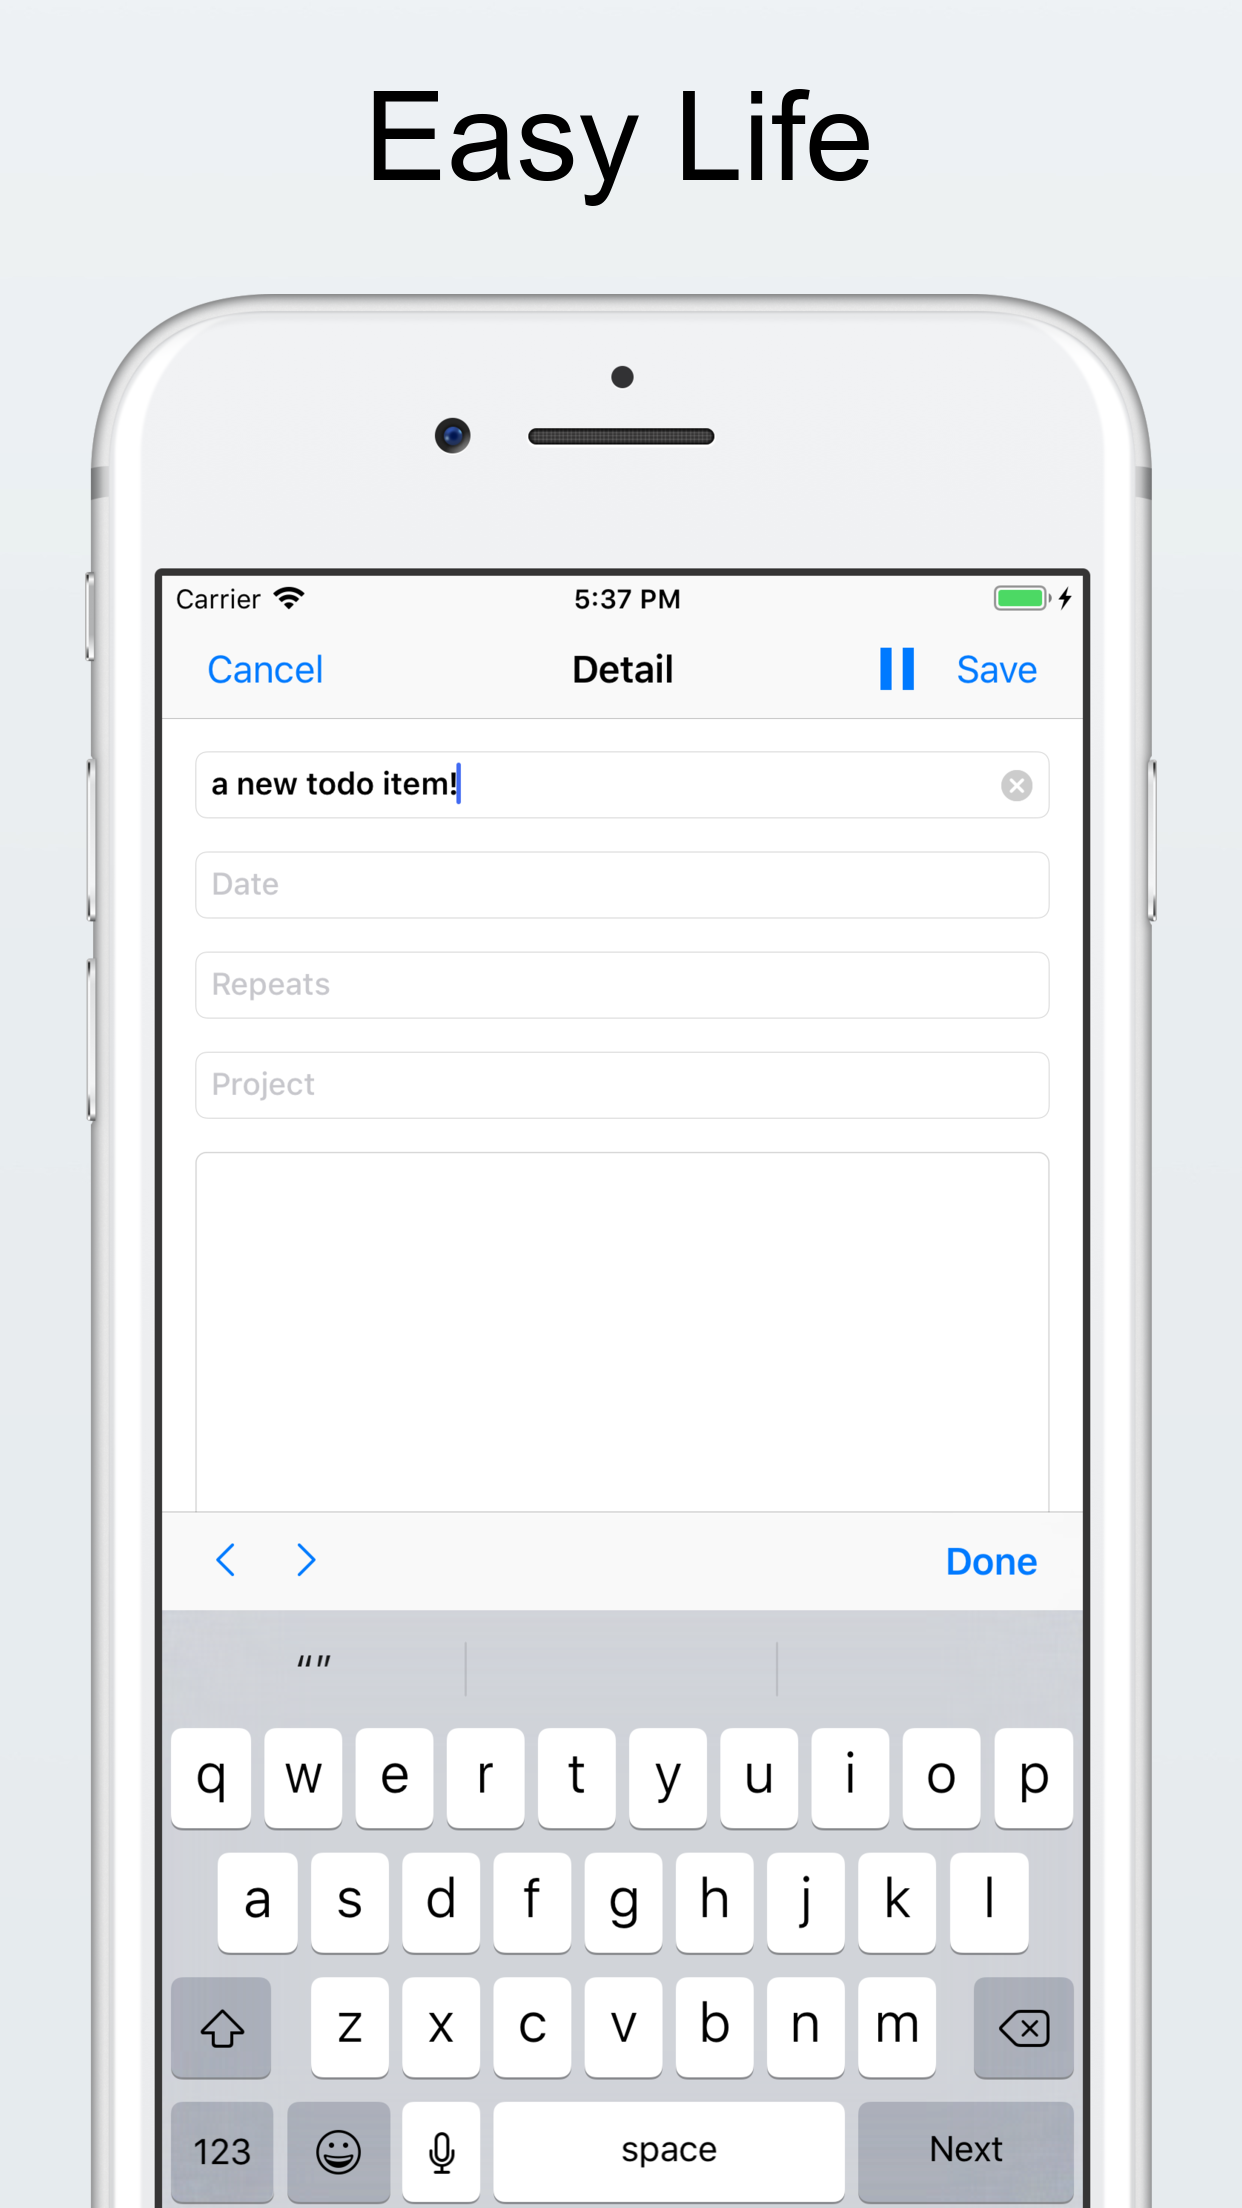 Easy Life
Carrier 5:37 PM
Cancel Detail Save
a new todo item!
Date
Repeats
Project
Done
“”
q w e r t y u i o p
a s d f g h j k l
z x c v b n m
123 space Next